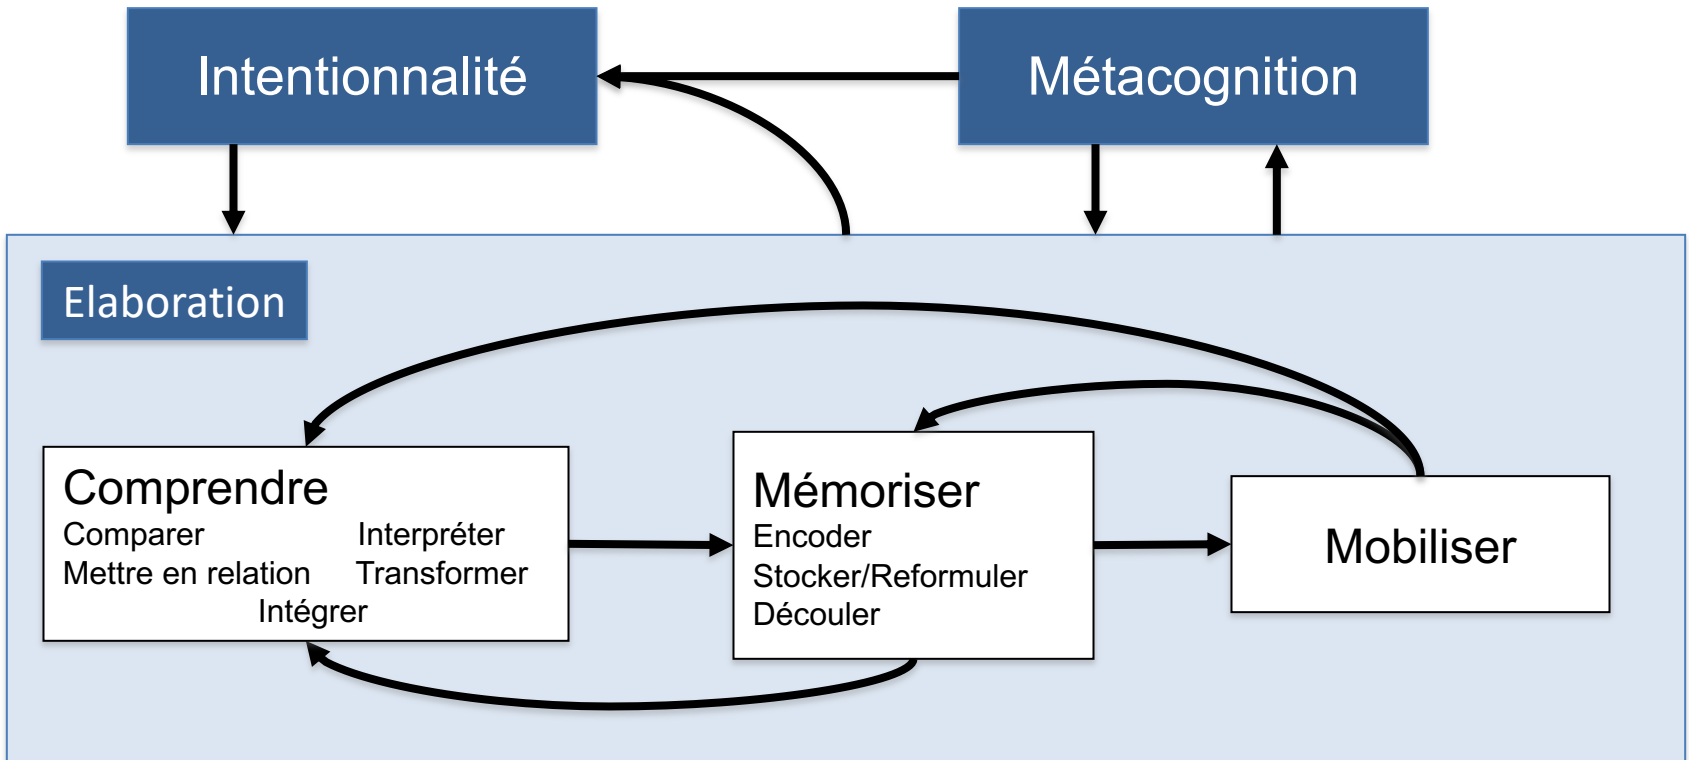 Intentionnalité
Métacognition
Elaboration
Comprendre
Comparer Interpréter
Mettre en relation Transformer
Intégrer
Mémoriser
Encoder
Stocker/Reformuler
Découler
Mobiliser